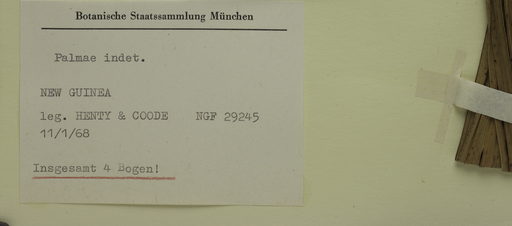 Botanische Staatssammlung München
Palmae indet.
NEW GUINEA
leg. HENTY & COODE NGF 29245
11/1/68
Insgesamt 4 Bogen!